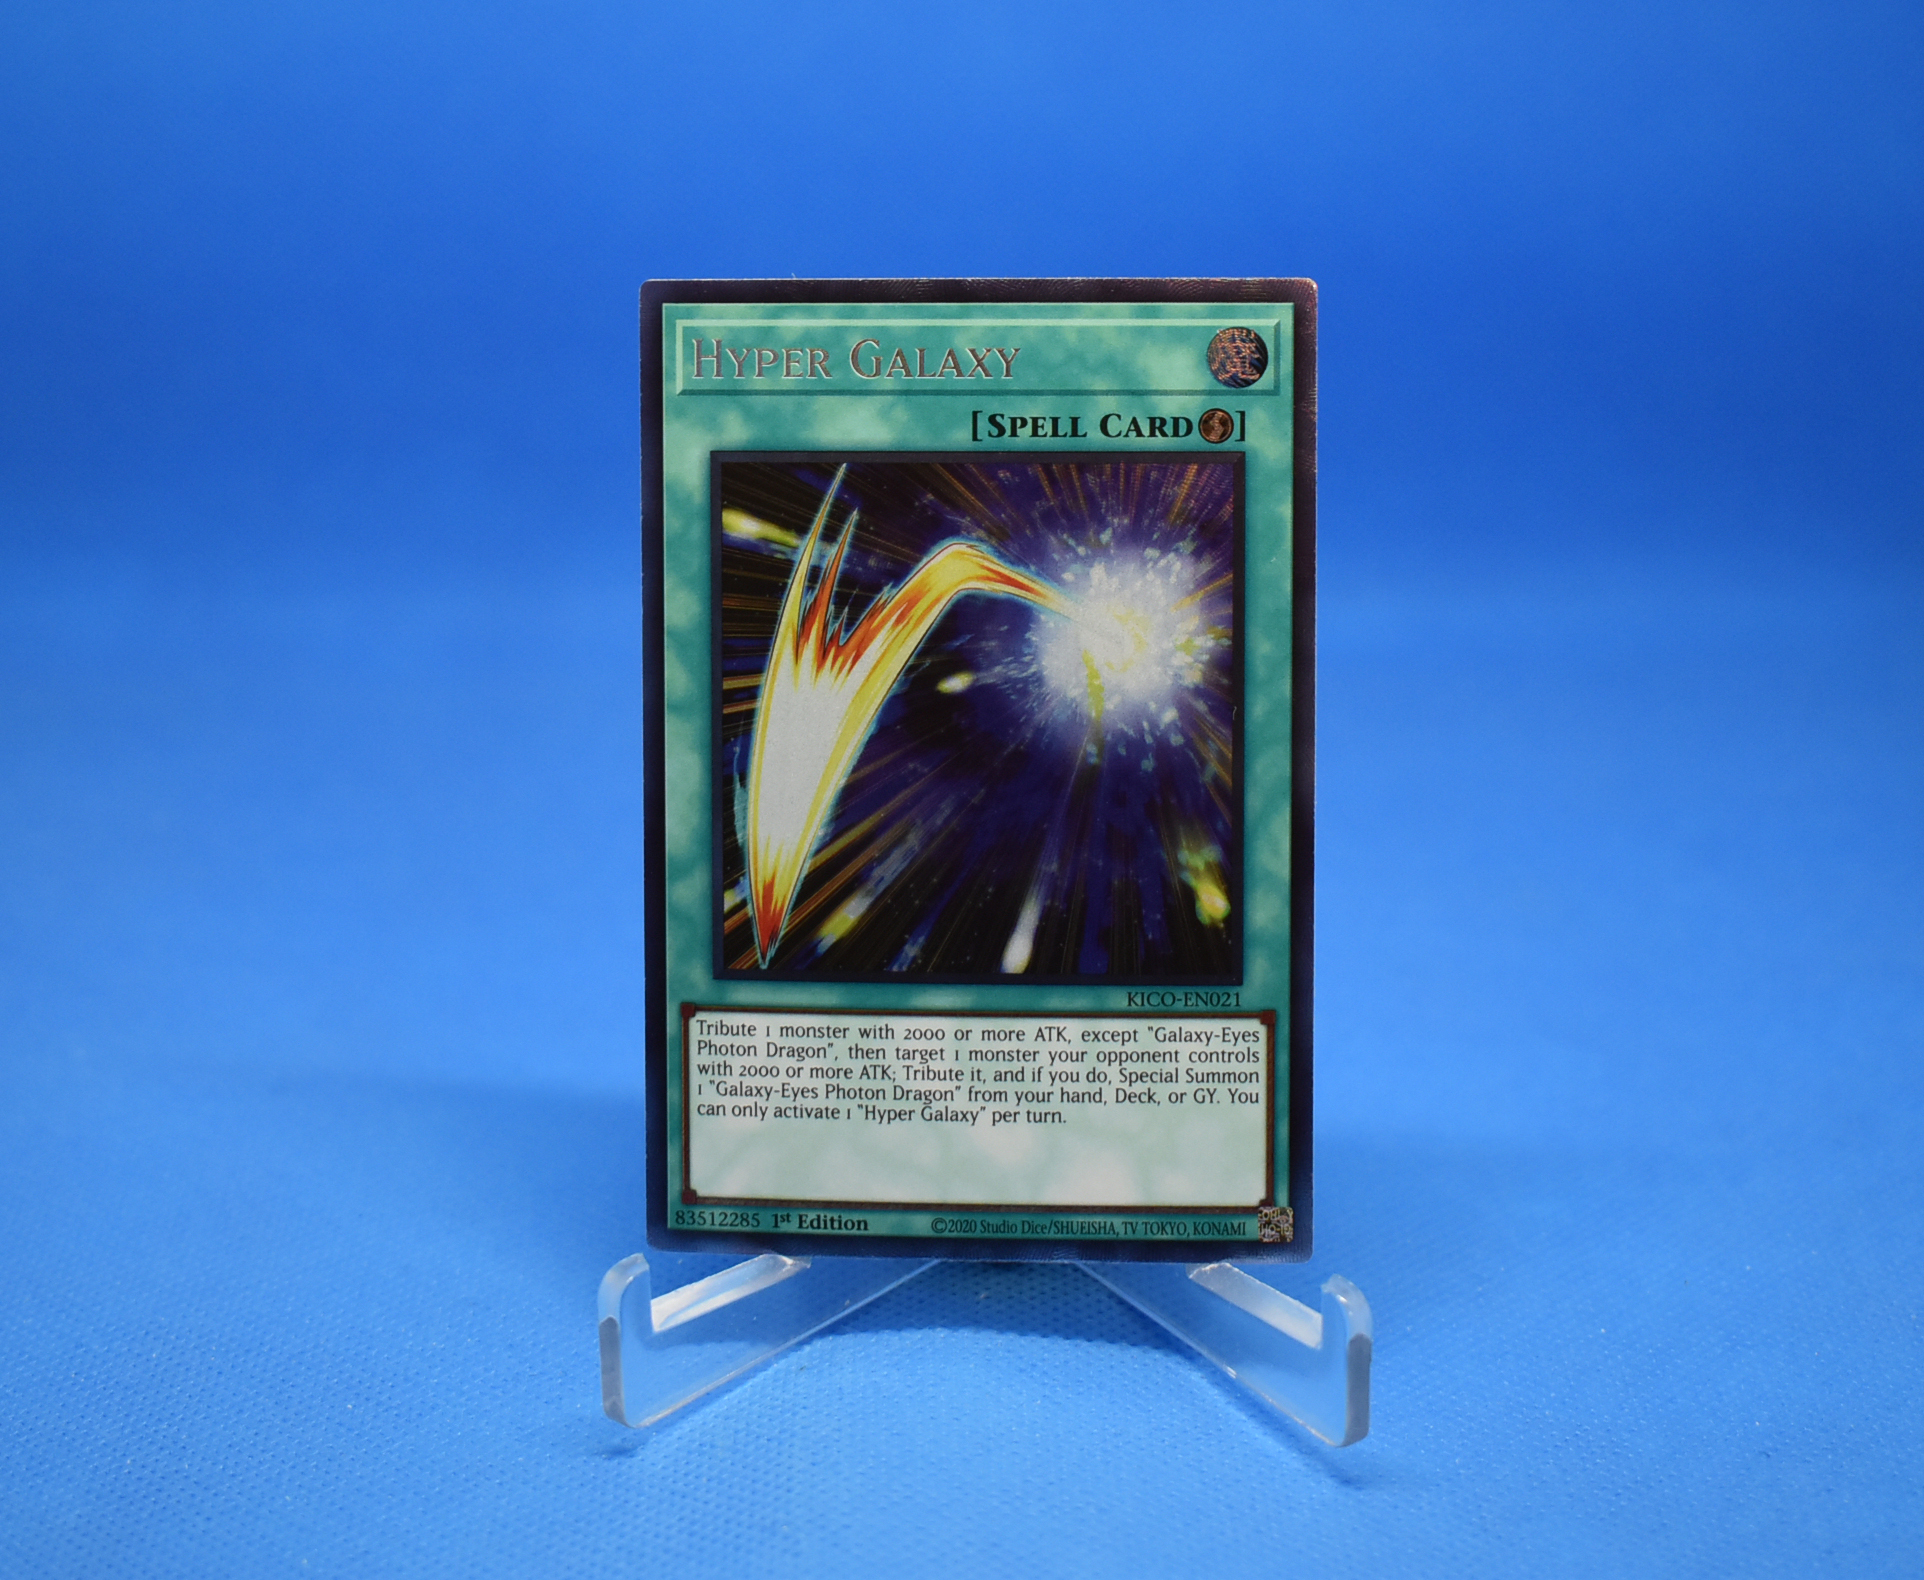 HYPER GALAXY
魔
[SPELL CARD]
KICO-EN021
Tribute 1 monster with 2000 or more ATK, except "Galaxy-Eyes
Photon Dragon", then target 1 monster your opponent controls
with 2000 or more ATK; Tribute it, and if you do, Special Summon
1 "Galaxy-Eyes Photon Dragon" from your hand, Deck, or GY. You
can only activate 1 "Hyper Galaxy" per turn.
83512285 1st Edition ©2020 Studio Dice/SHUEISHA, TV TOKYO, KONAMI